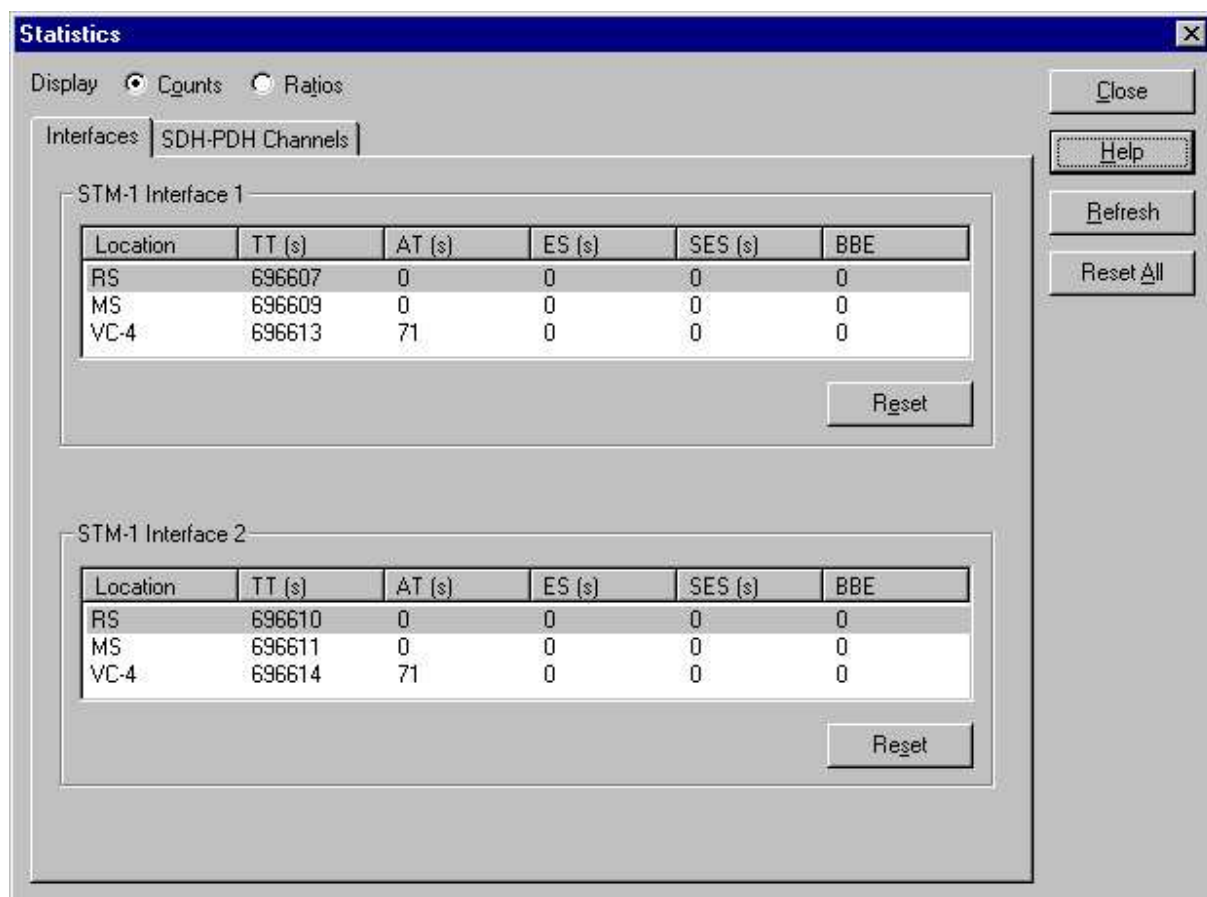 Statistics
Display Counts Ratios
Close
Interfaces SDH-PDH Channels
Help
STM-1 Interface 1
Refresh
Location TT (s) AT (s) ES (s) SES (s) BBE
Reset All
RS 696607 0 0 0 0
MS 696609 0 0 0 0
VC-4 696613 71 0 0 0
Reset
STM-1 Interface 2
Location TT (s) AT (s) ES (s) SES (s) BBE
RS 696610 0 0 0 0
MS 696611 0 0 0 0
VC-4 696614 71 0 0 0
Reset